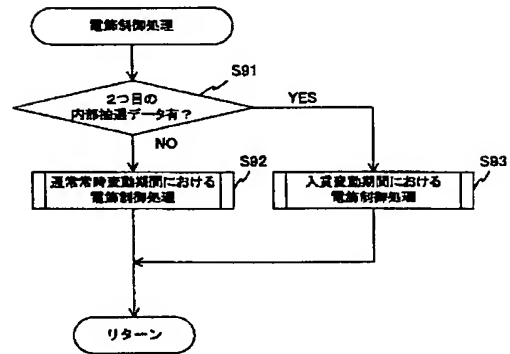 電飾制御処理
S91
2つ目の
内部抽選データ有？
YES
NO
S92
通常常時変動期間における
電飾制御処理
S93
入賞変動期間における
電飾制御処理
リターン